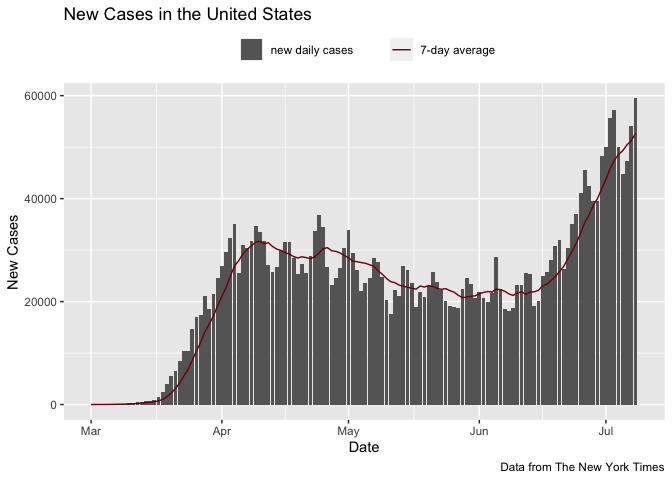 New Cases in the United States
new daily cases
7-day average
60000
40000
20000
0
New Cases
Mar
Apr
May
Jun
Jul
Date
Data from The New York Times